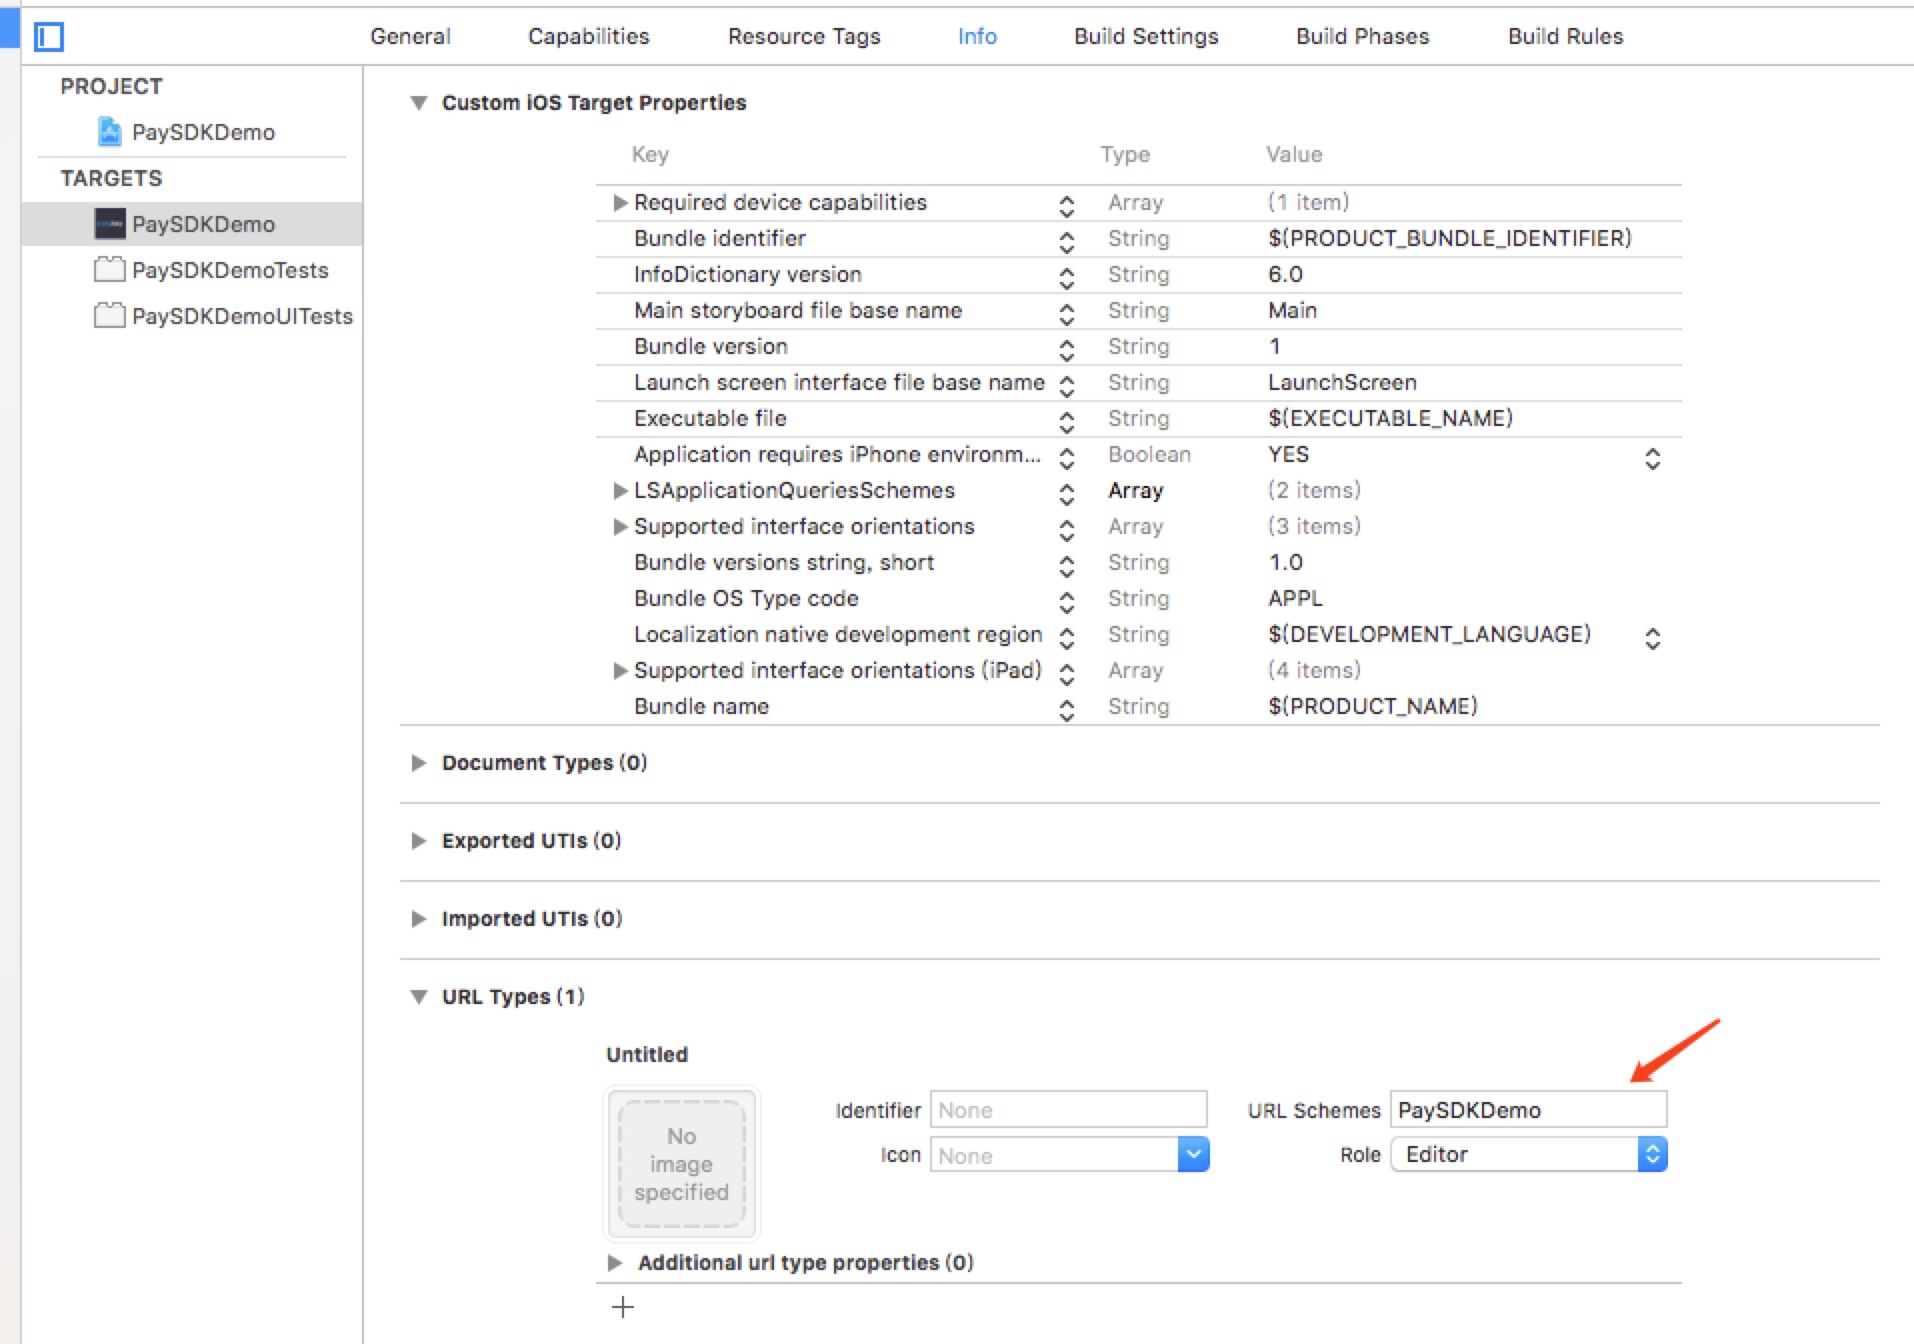 General Capabilities Resource Tags Info Build Settings Build Phases Build Rules
PROJECT
PaySDKDemo
TARGETS
PaySDKDemo
PaySDKDemoTests
PaySDKDemoUITests
Custom iOS Target Properties
Key Type Value
Required device capabilities Array (1 item)
Bundle identifier String $(PRODUCT_BUNDLE_IDENTIFIER)
InfoDictionary version String 6.0
Main storyboard file base name String Main
Bundle version String 1
Launch screen interface file base name String LaunchScreen
Executable file String $(EXECUTABLE_NAME)
Application requires iPhone environm... Boolean YES
LSApplicationQueriesSchemes Array (2 items)
Supported interface orientations Array (3 items)
Bundle versions string, short String 1.0
Bundle OS Type code String APPL
Localization native development region String $(DEVELOPMENT_LANGUAGE)
Supported interface orientations (iPad) Array (4 items)
Bundle name String $(PRODUCT_NAME)
Document Types (0)
Exported UTIs (0)
Imported UTIs (0)
URL Types (1)
Untitled
No
image
specified
Identifier None URL Schemes PaySDKDemo
Icon None Role Editor
Additional url type properties (0)